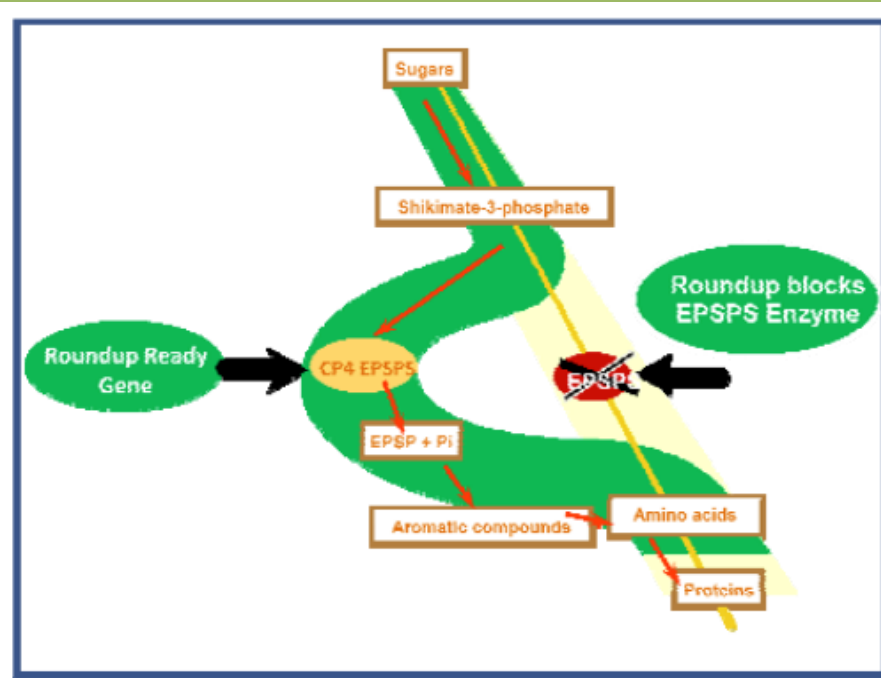 Sugars
Shikimate-3-phosphate
Roundup blocks
EPSPS Enzyme
Roundup Ready
Gene
CP4 EPSPS
EPSPS
EPSP + Pi
Aromatic compounds
Amino acids
Proteins